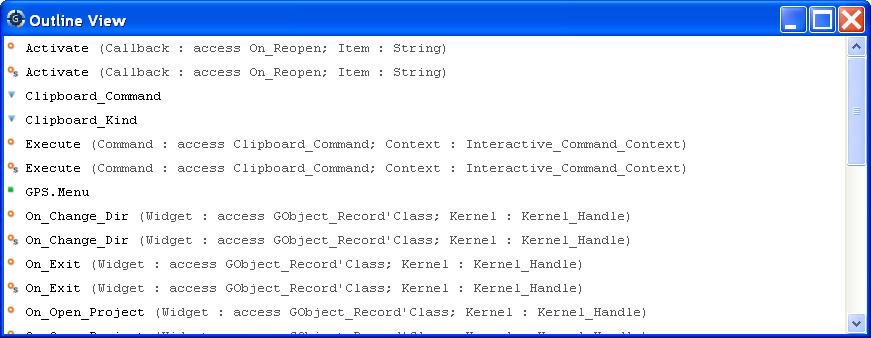 Outline View
Activate (Callback : access On_Reopen; Item : String)
Activate (Callback : access On_Reopen; Item : String)
Clipboard_Command
Clipboard_Kind
Execute (Command : access Clipboard_Command; Context : Interactive_Command_Context)
Execute (Command : access Clipboard_Command; Context : Interactive_Command_Context)
GPS.Menu
On_Change_Dir (Widget : access GObject_Record'Class; Kernel : Kernel_Handle)
On_Change_Dir (Widget : access GObject_Record'Class; Kernel : Kernel_Handle)
On_Exit (Widget : access GObject_Record'Class; Kernel : Kernel_Handle)
On_Exit (Widget : access GObject_Record'Class; Kernel : Kernel_Handle)
On_Open_Project (Widget : access GObject_Record'Class; Kernel : Kernel_Handle)